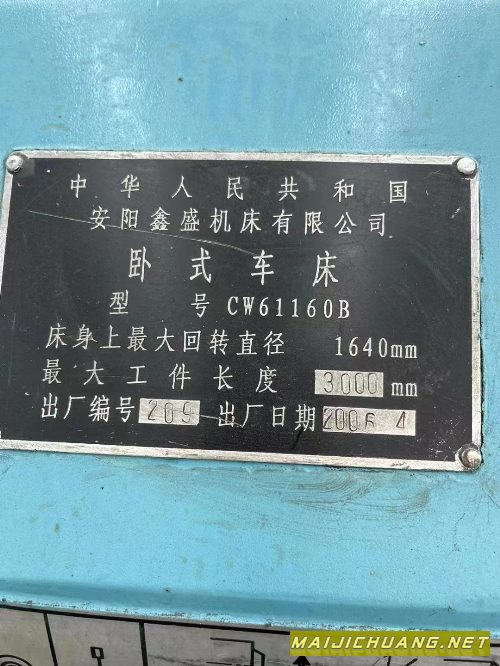 中华人民共和国
安阳鑫盛机床有限公司
卧式车床
型号 CW61160B
床身上最大回转直径 1640mm
最大工件长度 3000 mm
出厂编号 209 出厂日期 2006 4
MAIJICHUANG.NET